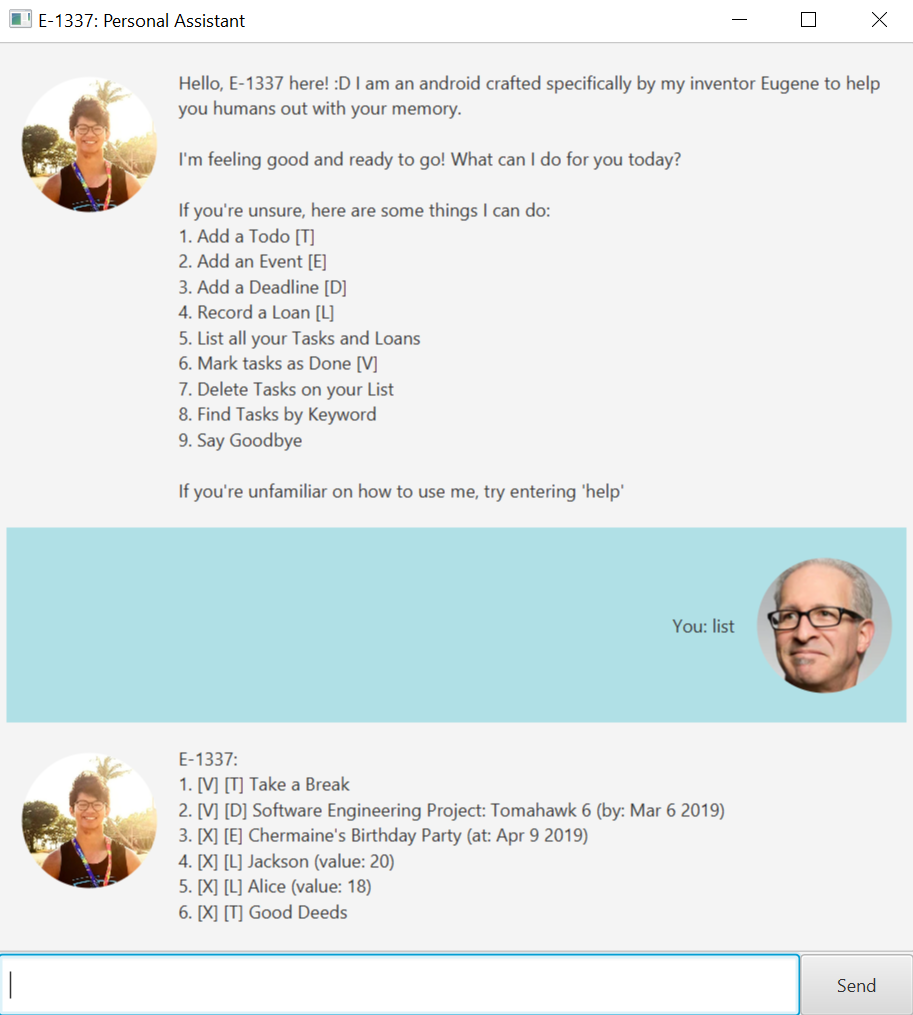 E-1337: Personal Assistant
Hello, E-1337 here! :D I am an android crafted specifically by my inventor Eugene to help
you humans out with your memory.
I'm feeling good and ready to go! What can I do for you today?
If you're unsure, here are some things I can do:
1. Add a Todo [T]
2. Add an Event [E]
3. Add a Deadline [D]
4. Record a Loan [L]
5. List all your Tasks and Loans
6. Mark tasks as Done [V]
7. Delete Tasks on your List
8. Find Tasks by Keyword
9. Say Goodbye
If you're unfamiliar on how to use me, try entering 'help'
You: list
E-1337:
1. [V] [T] Take a Break
2. [V] [D] Software Engineering Project: Tomahawk 6 (by: Mar 6 2019)
3. [X] [E] Chermaine's Birthday Party (at: Apr 9 2019)
4. [X] [L] Jackson (value: 20)
5. [X] [L] Alice (value: 18)
6. [X] [T] Good Deeds
Send